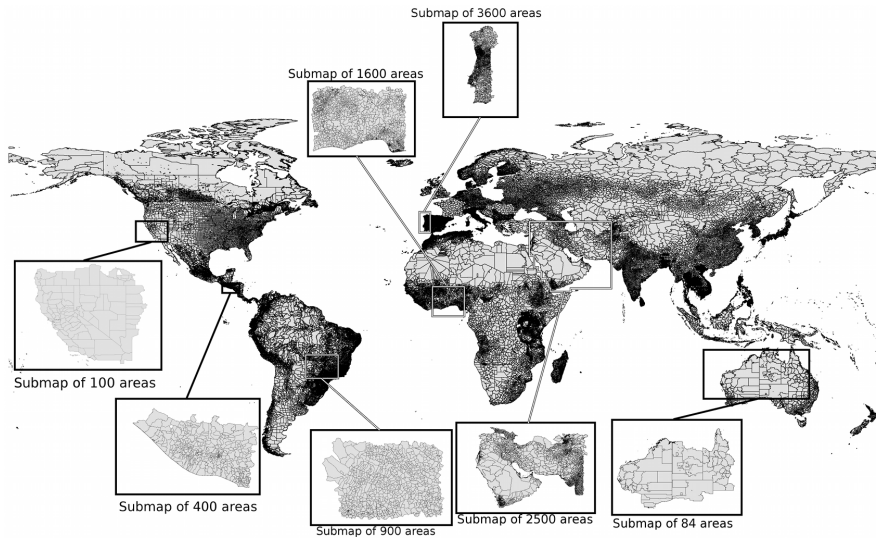 Submap of 3600 areas
Submap of 1600 areas
Submap of 100 areas
Submap of 400 areas
Submap of 900 areas
Submap of 2500 areas
Submap of 84 areas